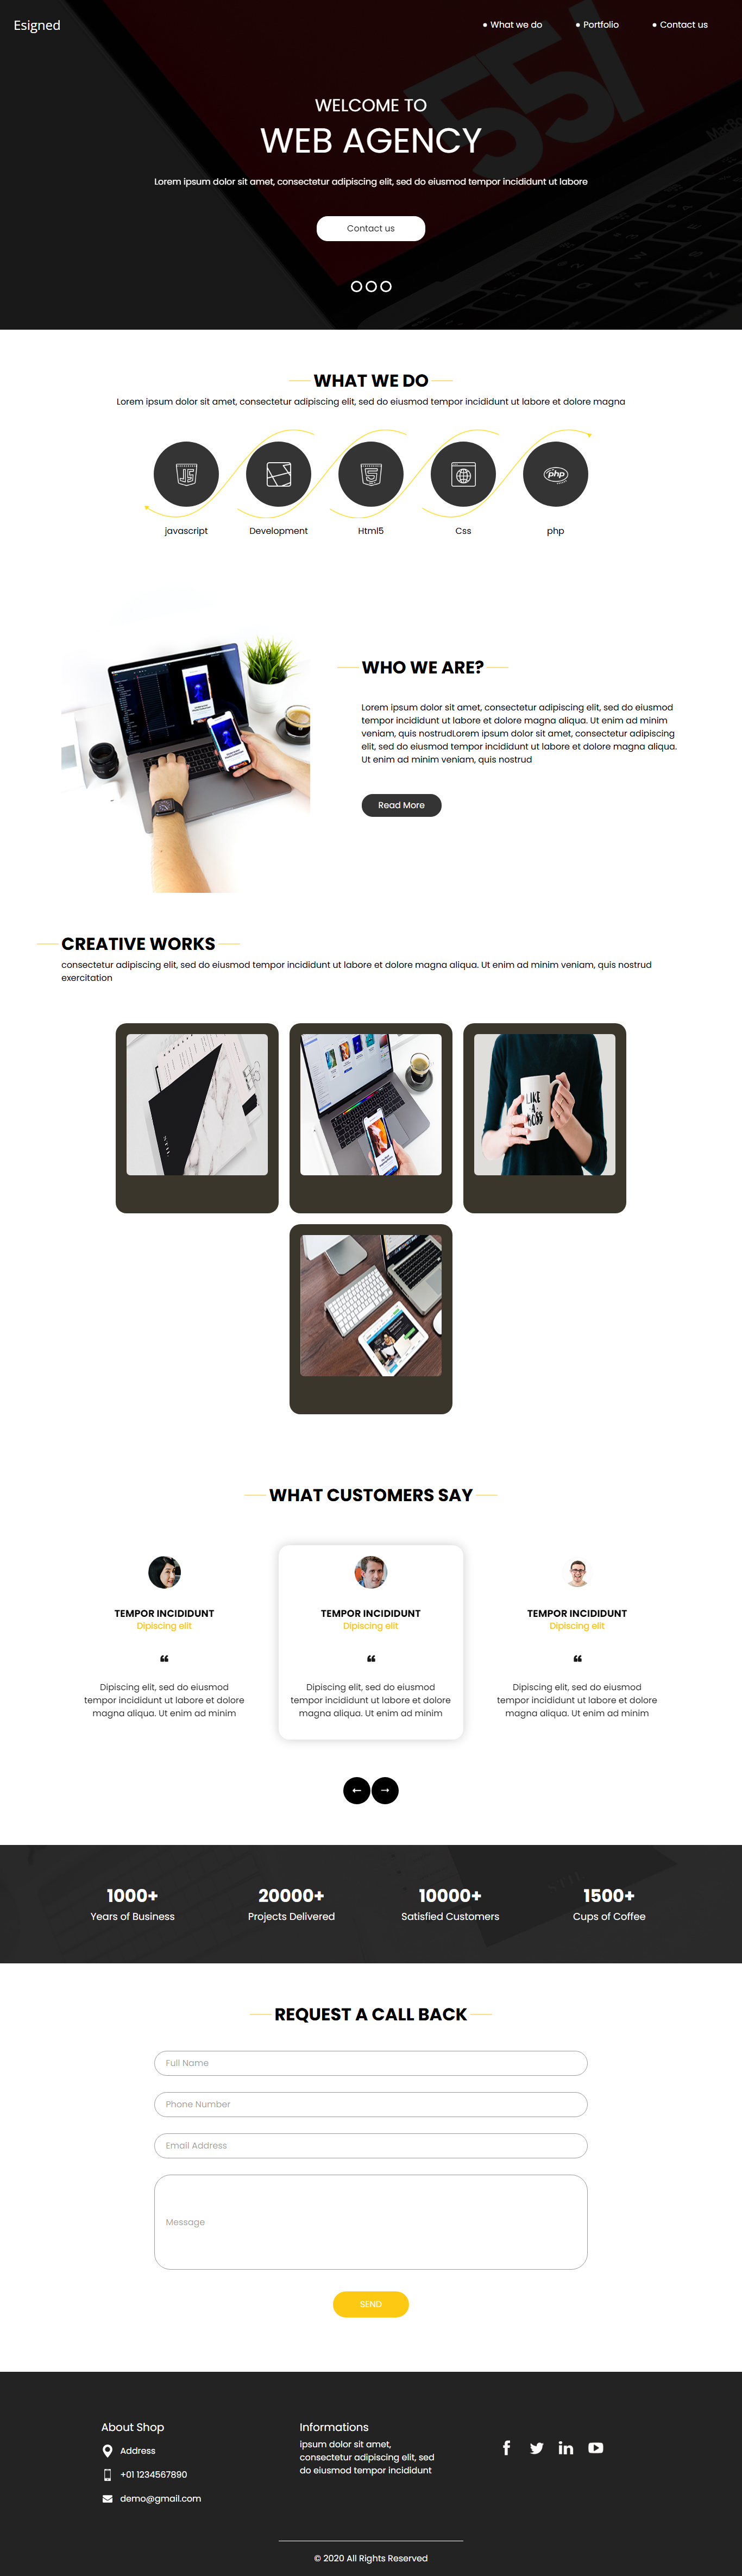 Esigned
What we do
Portfolio
Contact us
WELCOME TO
WEB AGENCY
Lorem ipsum dolor sit amet, consectetur adipiscing elit, sed do eiusmod tempor incididunt ut labore
Contact us
WHAT WE DO
Lorem ipsum dolor sit amet, consectetur adipiscing elit, sed do eiusmod tempor incididunt ut labore et dolore magna
JS
5
php
javascript
Development
Html5
Css
php
WHO WE ARE?
Lorem ipsum dolor sit amet, consectetur adipiscing elit, sed do eiusmod
tempor incididunt ut labore et dolore magna aliqua. Ut enim ad minim
veniam, quis nostrudLorem ipsum dolor sit amet, consectetur adipiscing
elit, sed do eiusmod tempor incididunt ut labore et dolore magna aliqua.
Ut enim ad minim veniam, quis nostrud
Read More
CREATIVE WORKS
consectetur adipiscing elit, sed do eiusmod tempor incididunt ut labore et dolore magna aliqua. Ut enim ad minim veniam, quis nostrud
exercitation
LIKE
A
BOSS
WHAT CUSTOMERS SAY
TEMPOR INCIDIDUNT
Dipiscing elit
❝
Dipiscing elit, sed do eiusmod
tempor incididunt ut labore et dolore
magna aliqua. Ut enim ad minim
TEMPOR INCIDIDUNT
Dipiscing elit
❝
Dipiscing elit, sed do eiusmod
tempor incididunt ut labore et dolore
magna aliqua. Ut enim ad minim
TEMPOR INCIDIDUNT
Dipiscing elit
❝
Dipiscing elit, sed do eiusmod
tempor incididunt ut labore et dolore
magna aliqua. Ut enim ad minim
1000+
Years of Business
20000+
Projects Delivered
10000+
Satisfied Customers
1500+
Cups of Coffee
REQUEST A CALL BACK
Full Name
Phone Number
Email Address
Message
SEND
About Shop
Address
+01 1234567890
demo@gmail.com
Informations
ipsum dolor sit amet,
consectetur adipiscing elit, sed
do eiusmod tempor incididunt
© 2020 All Rights Reserved